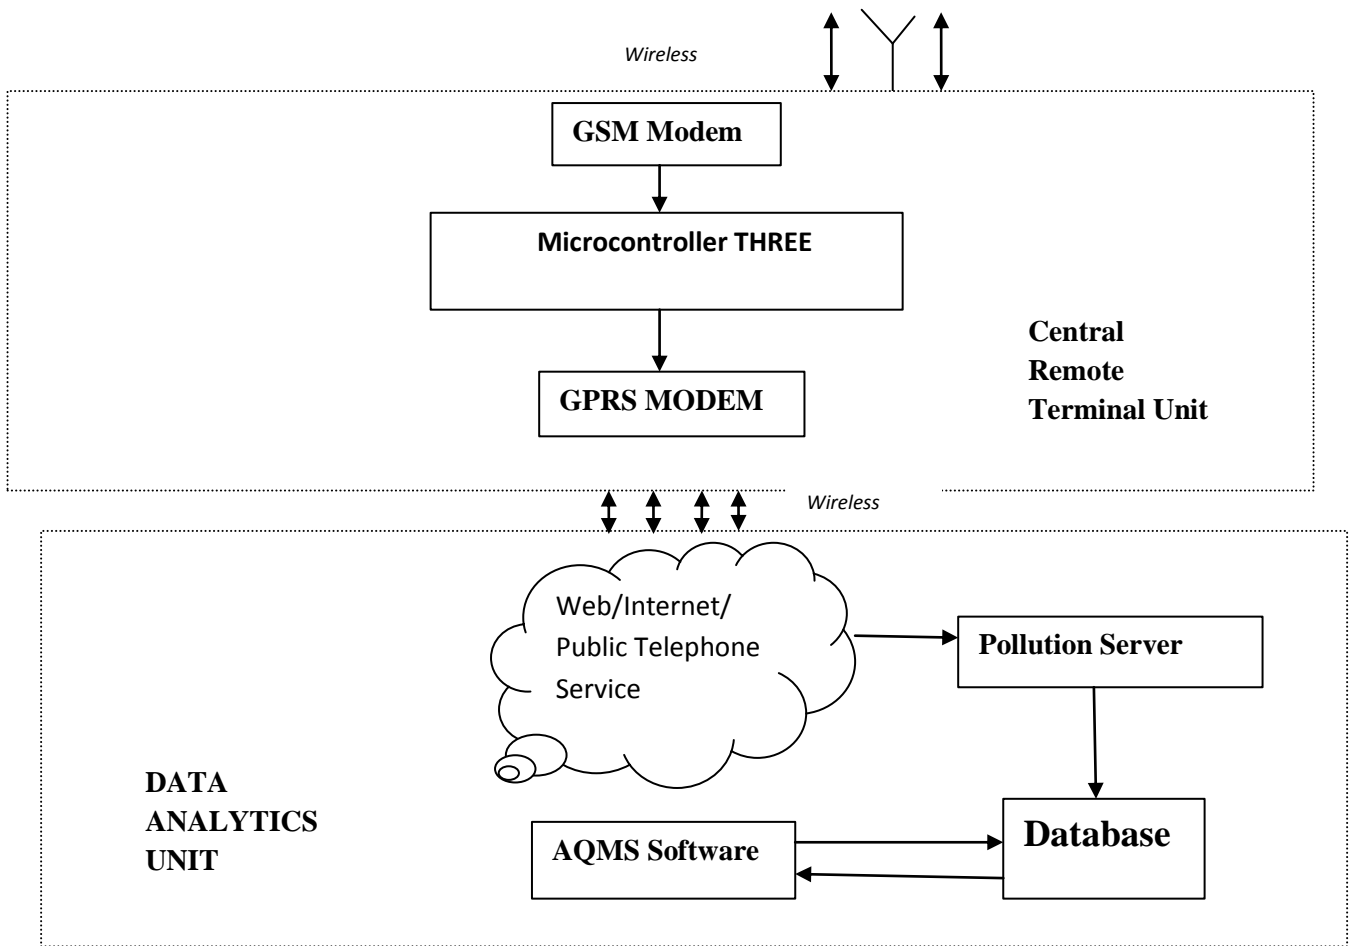 Wireless
GSM Modem
Microcontroller THREE
Central
Remote
Terminal Unit
GPRS MODEM
Wireless
Web/Internet/
Public Telephone
Service
Pollution Server
DATA
ANALYTICS
UNIT
AQMS Software
Database